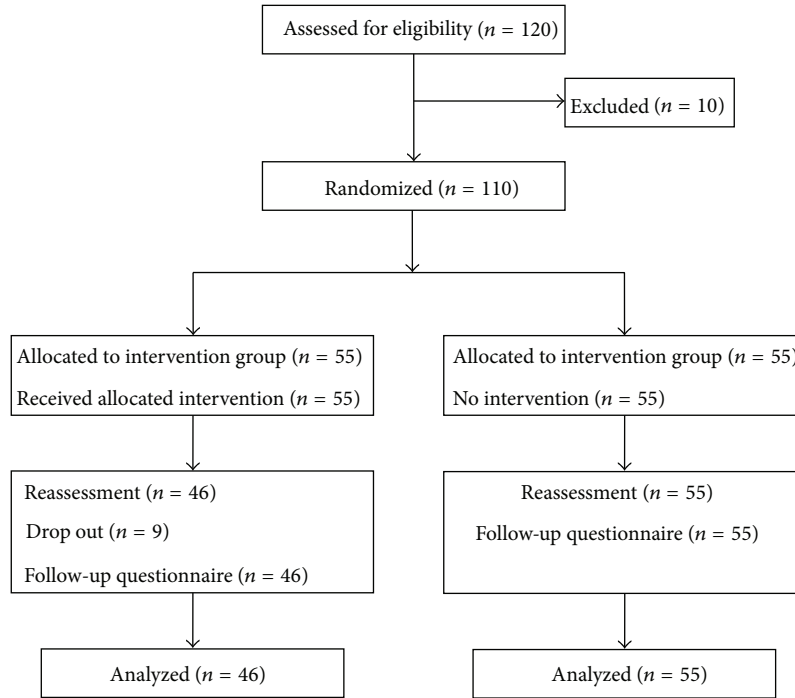 Assessed for eligibility (n = 120)
Excluded (n = 10)
Randomized (n = 110)
Allocated to intervention group (n = 55)
Received allocated intervention (n = 55)
Allocated to intervention group (n = 55)
No intervention (n = 55)
Reassessment (n = 46)
Drop out (n = 9)
Follow-up questionnaire (n = 46)
Reassessment (n = 55)
Follow-up questionnaire (n = 55)
Analyzed (n = 46)
Analyzed (n = 55)